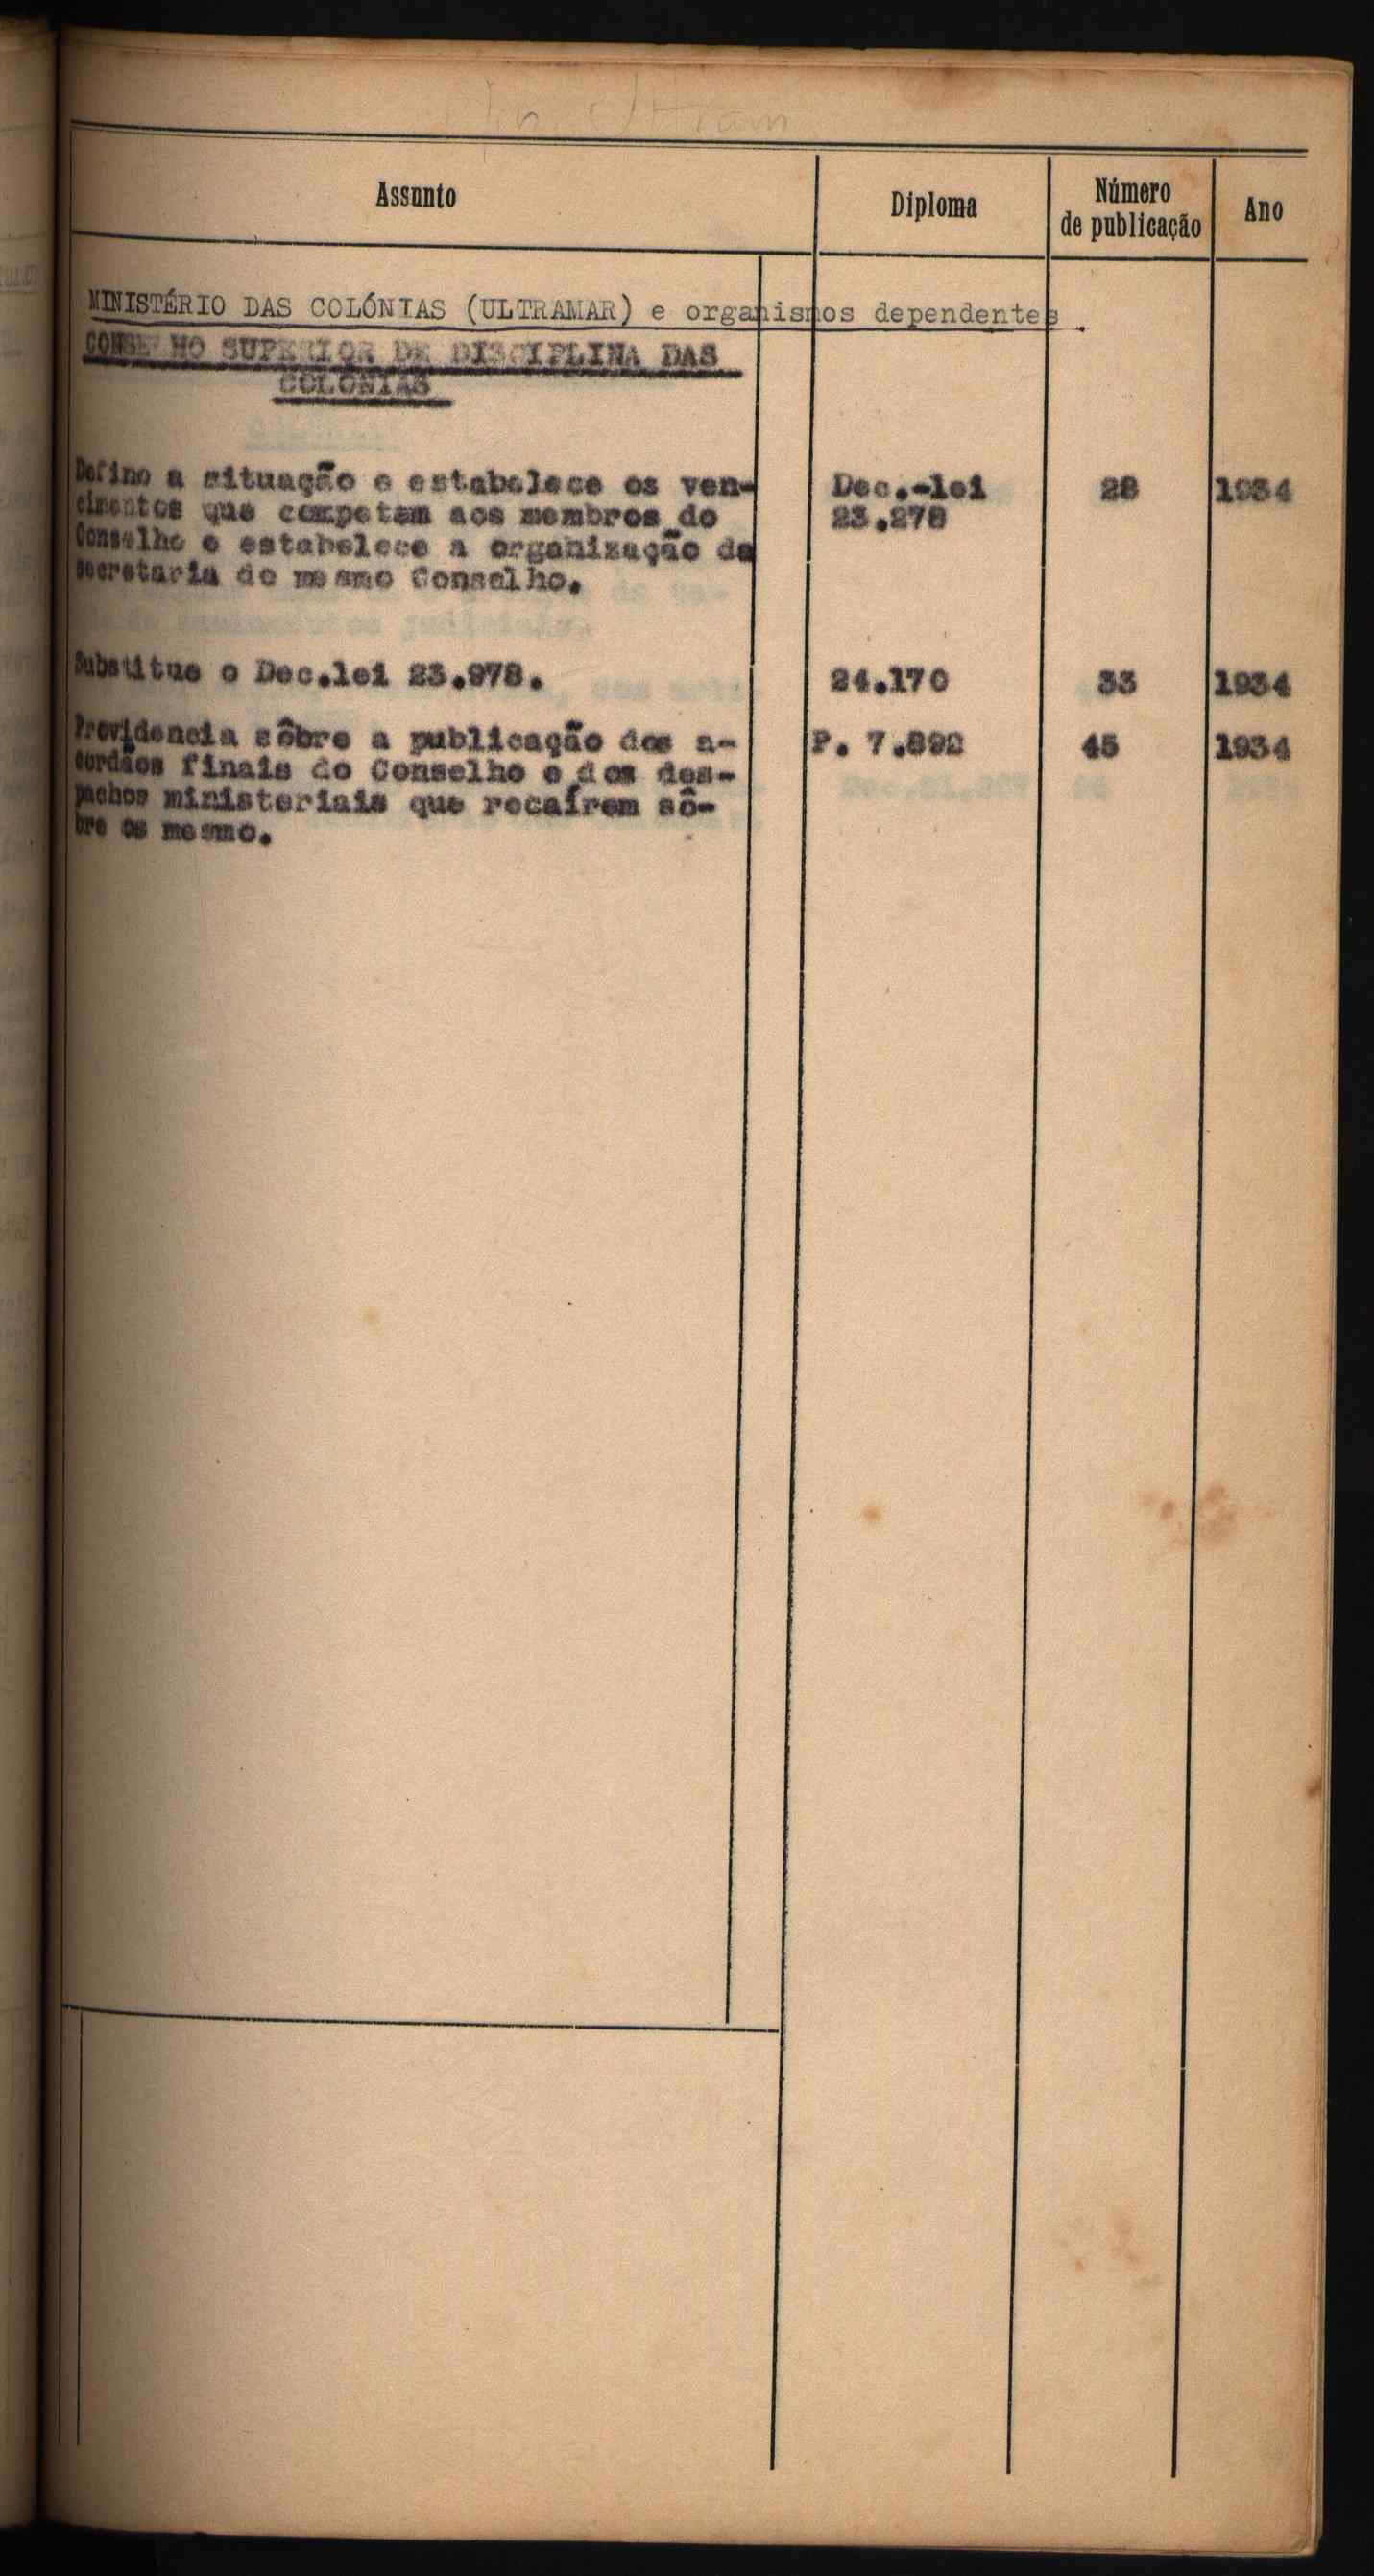 Assunto
Diploma
Número
de publicação
Ano
MINISTÉRIO DAS COLÓNIAS (ULTRAMAR) e organismos dependentes.
CONSELHO SUPERIOR DE DISCIPLINA DAS
COLONIAS
Define a situação e estabelece os ven- Dec.-lei 28 1934
cimentos que competem aos membros do 23.278
Conselho e estabelece a organização da
secretaria do mesmo Conselho.
Substitue o Dec.lei 23.978. 24.170 33 1934
Providencia sôbre a publicação dos a- P. 7.892 45 1934
cordãos finais do Conselho e dos des-
pachos ministeriais que recaírem sô-
bre os mesmo.